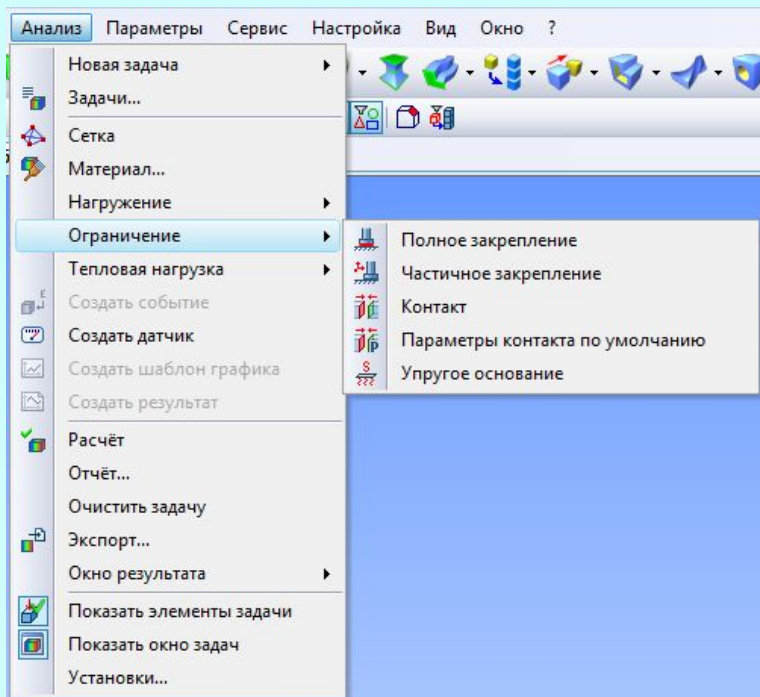 Анализ Параметры Сервис Настройка Вид Окно ?
Новая задача
Задачи...
Сетка
Материал...
Нагружение
Ограничение
Тепловая нагрузка
Создать событие
Создать датчик
Создать шаблон графика
Создать результат
Расчёт
Отчёт...
Очистить задачу
Экспорт...
Окно результата
Показать элементы задачи
Показать окно задач
Установки...
Полное закрепление
Частичное закрепление
Контакт
Параметры контакта по умолчанию
Упругое основание